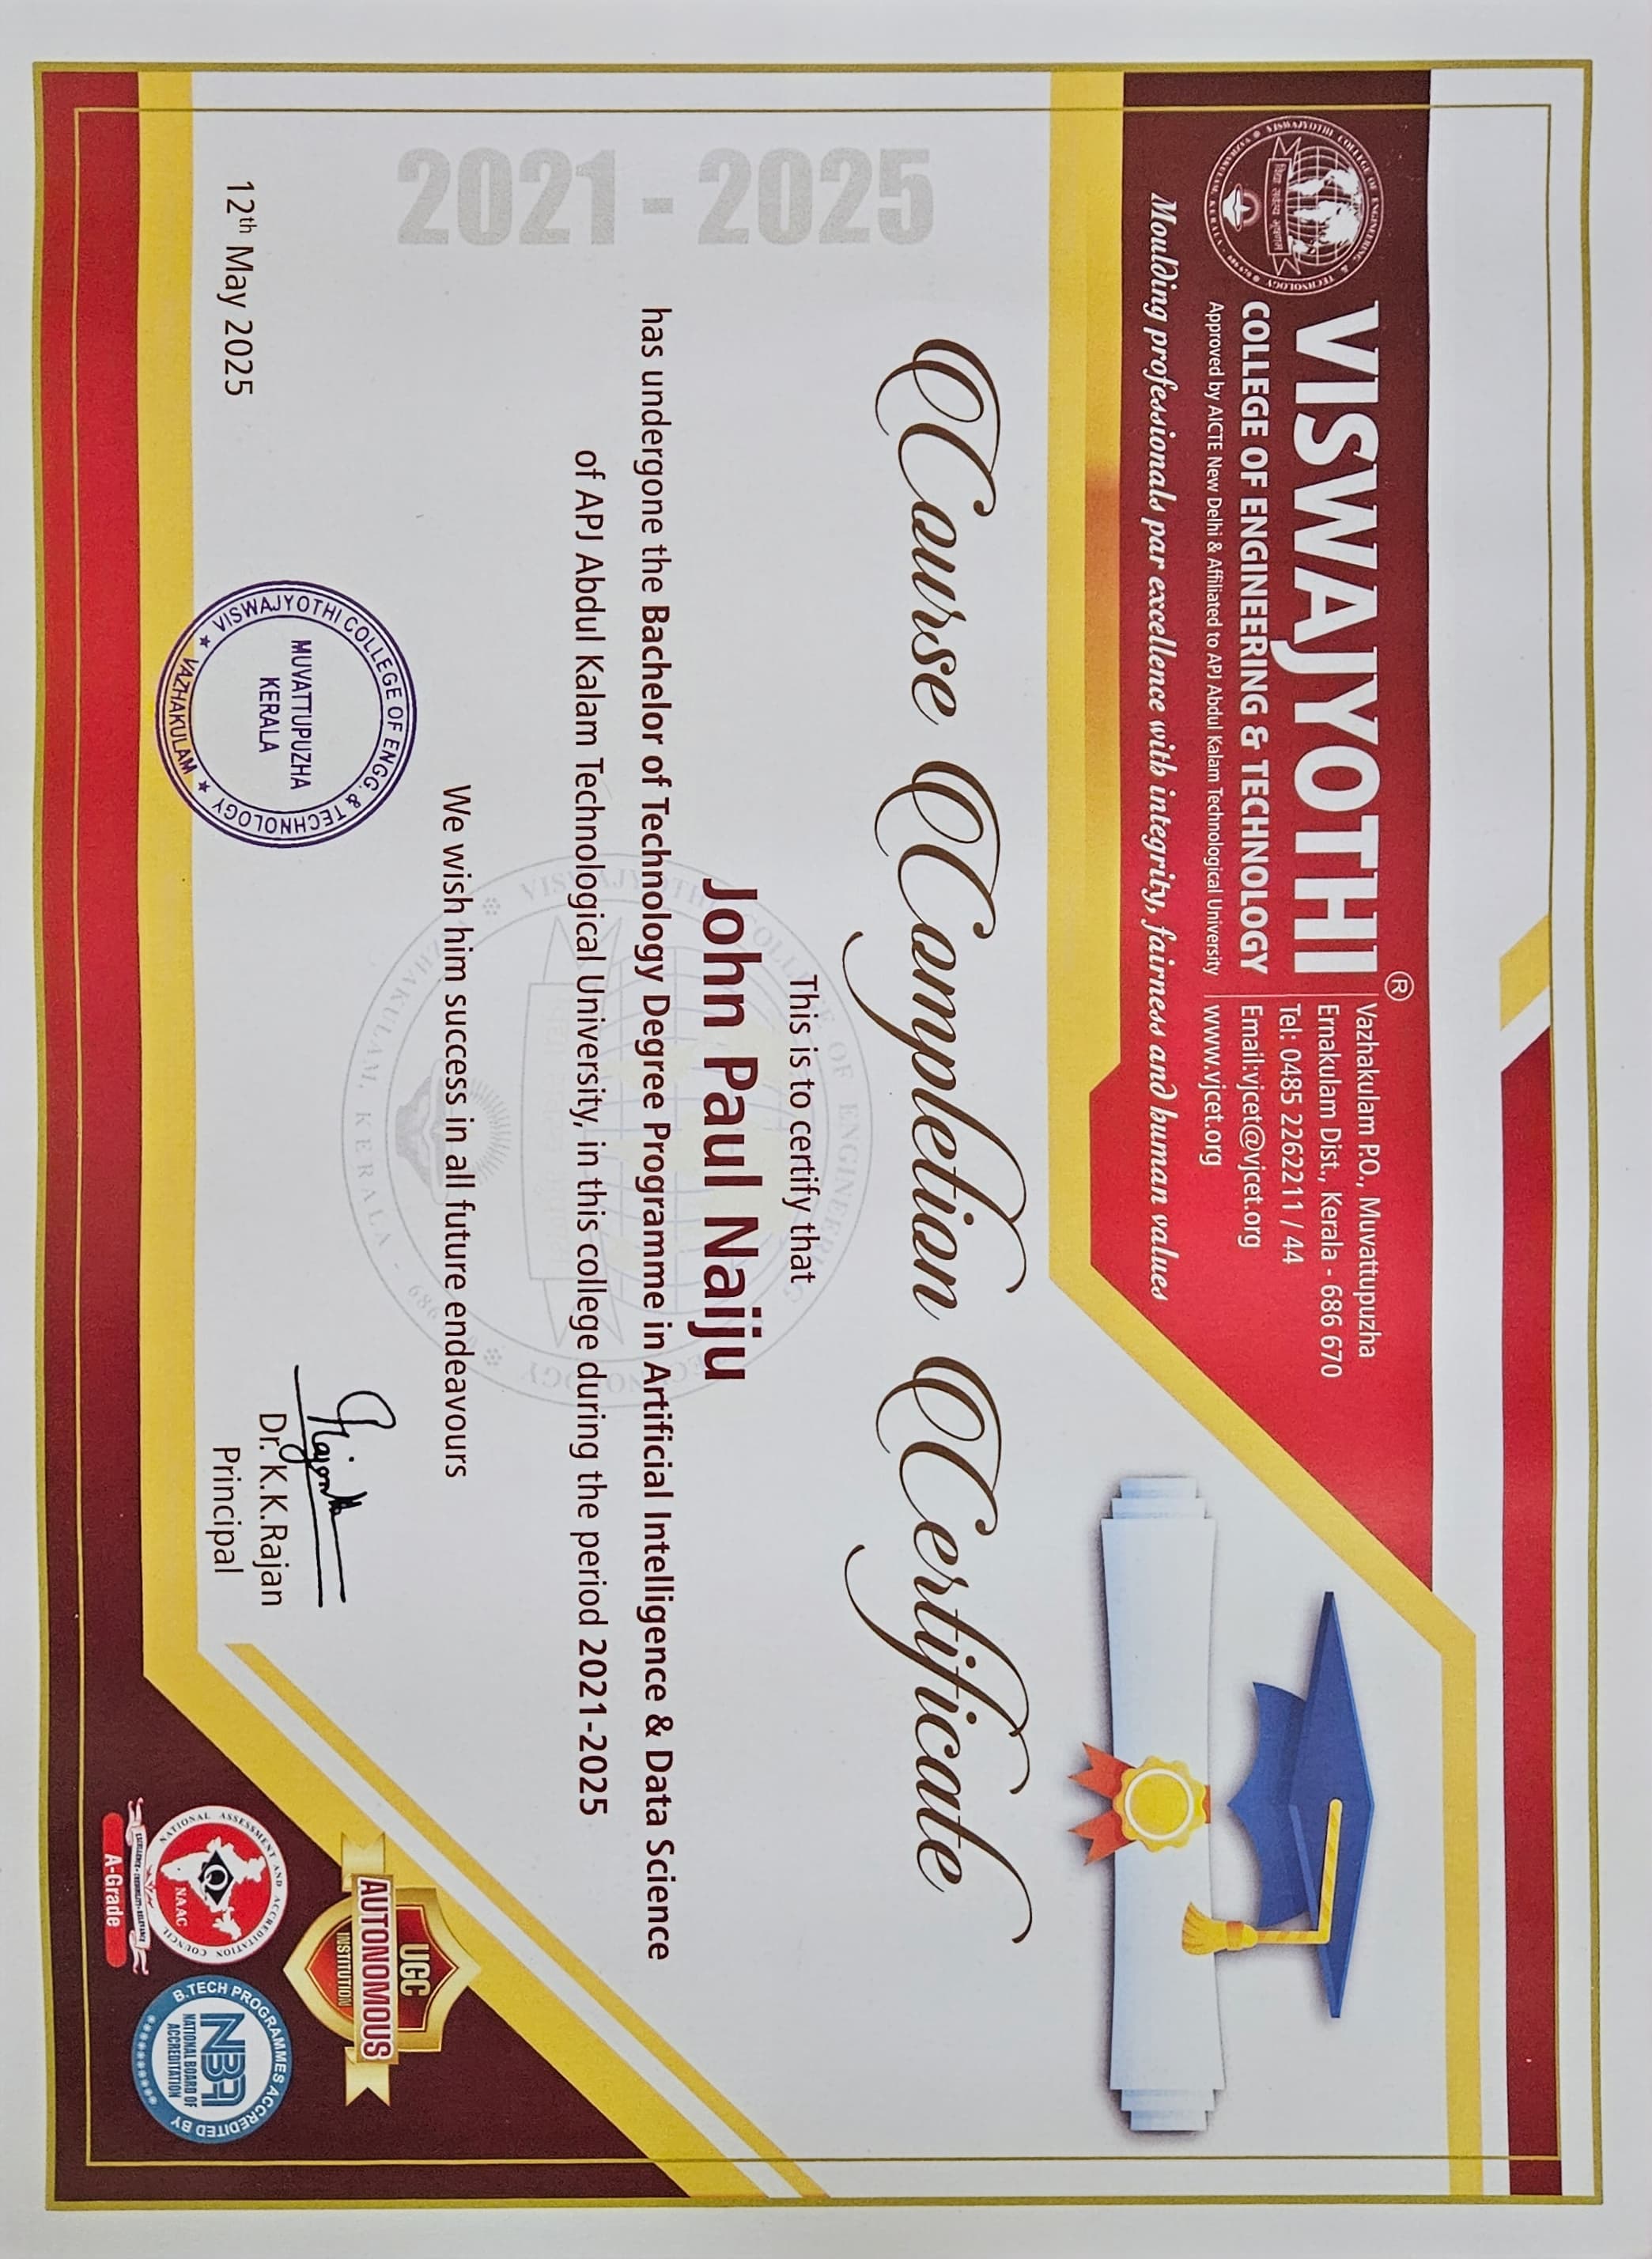 VISWAJYOTHI®
COLLEGE OF ENGINEERING & TECHNOLOGY
Approved by AICTE New Delhi & Affiliated to APJ Abdul Kalam Technological University
Vazhakulam P.O., Muvattupuzha
Ernakulam Dist., Kerala - 686 670
Tel: 0485 2262211 / 44
Email:vjcet@vjcet.org
www.vjcet.org
Moulding professionals par excellence with integrity, fairness and human values
2021 - 2025
Course Completion Certificate
This is to certify that
John Paul Naiju
has undergone the Bachelor of Technology Degree Programme in Artificial Intelligence & Data Science
of APJ Abdul Kalam Technological University, in this college during the period 2021-2025
We wish him success in all future endeavours
12th May 2025
VISWAJYOTHI COLLEGE OF ENGG. & TECHNOLOGY
★ VAZHAKULAM ★
MUVATTUPUZHA
KERALA
Dr. K.K.Rajan
Principal
UGC
AUTONOMOUS
INSTITUTION
NATIONAL ASSESSMENT AND ACCREDITATION COUNCIL
NAAC
A-Grade
B.TECH PROGRAMMES ACCREDITED BY
NBA
NATIONAL BOARD OF
ACCREDITATION